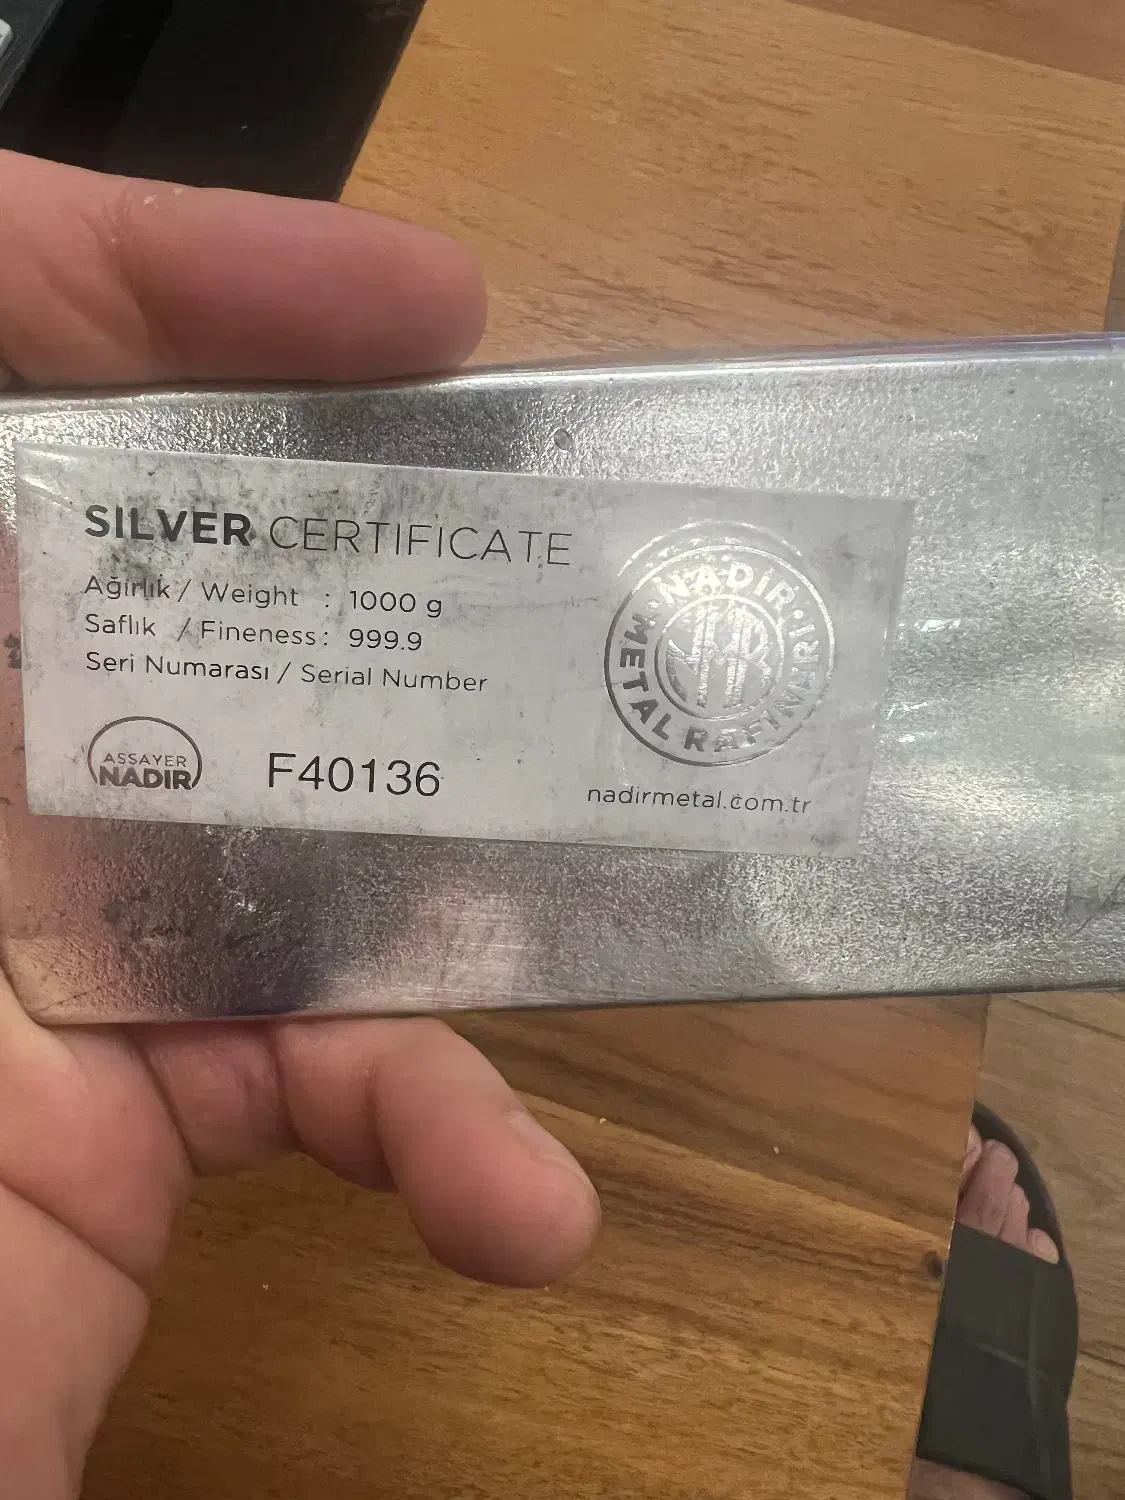 SILVER CERTIFICATE
Ağırlık / Weight : 1000 g
Saflık / Fineness : 999.9
Seri Numarası / Serial Number
ASSAYER
NADIR
F40136
NADİR
METAL RAFİNERİ
nadirmetal.com.tr